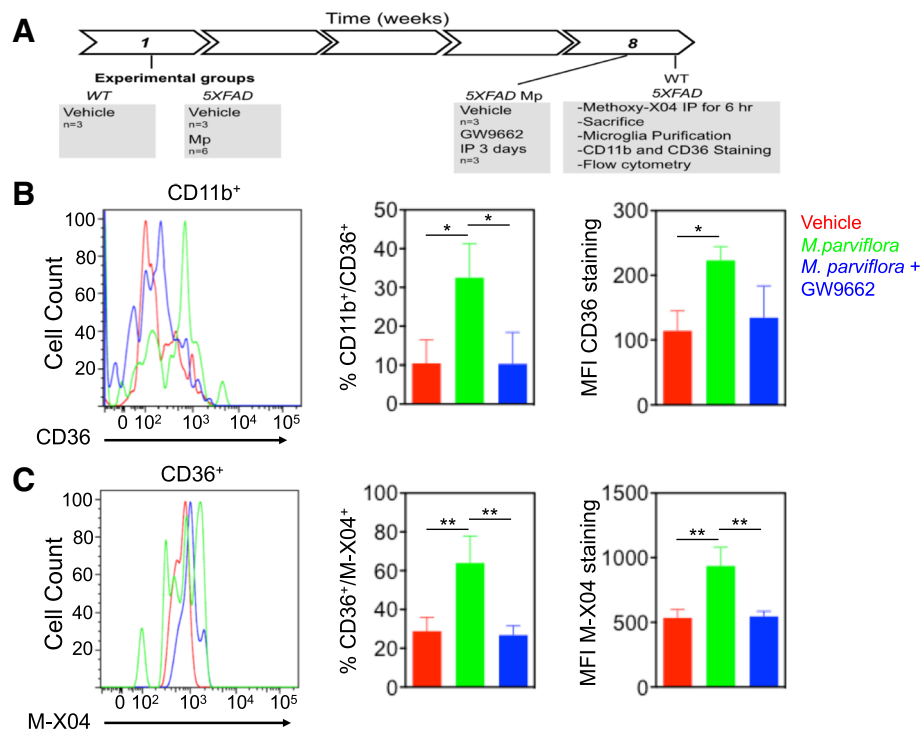 A
Time (weeks)
1
8
Experimental groups
WT
5XFAD
Vehicle
n=3
Vehicle
n=3
Mp
n=6
5XFAD Mp
Vehicle
n=3
GW9662
IP 3 days
n=3
WT
5XFAD
-Methoxy-X04 IP for 6 hr
-Sacrifice
-Microglia Purification
-CD11b and CD36 Staining
-Flow cytometry
B
CD11b⁺
Cell Count
100
80
60
40
20
0 10² 10³ 10⁴ 10⁵
CD36
% CD11b⁺/CD36⁺
50
40
30
20
10
0
* *
MFI CD36 staining
300
200
100
0
*
Vehicle
M.parviflora
M. parviflora +
GW9662
C
CD36⁺
Cell Count
100
80
60
40
20
0 10² 10³ 10⁴ 10⁵
M-X04
% CD36⁺/M-X04⁺
100
80
60
40
20
0
** **
MFI M-X04 staining
1500
1000
500
0
** **